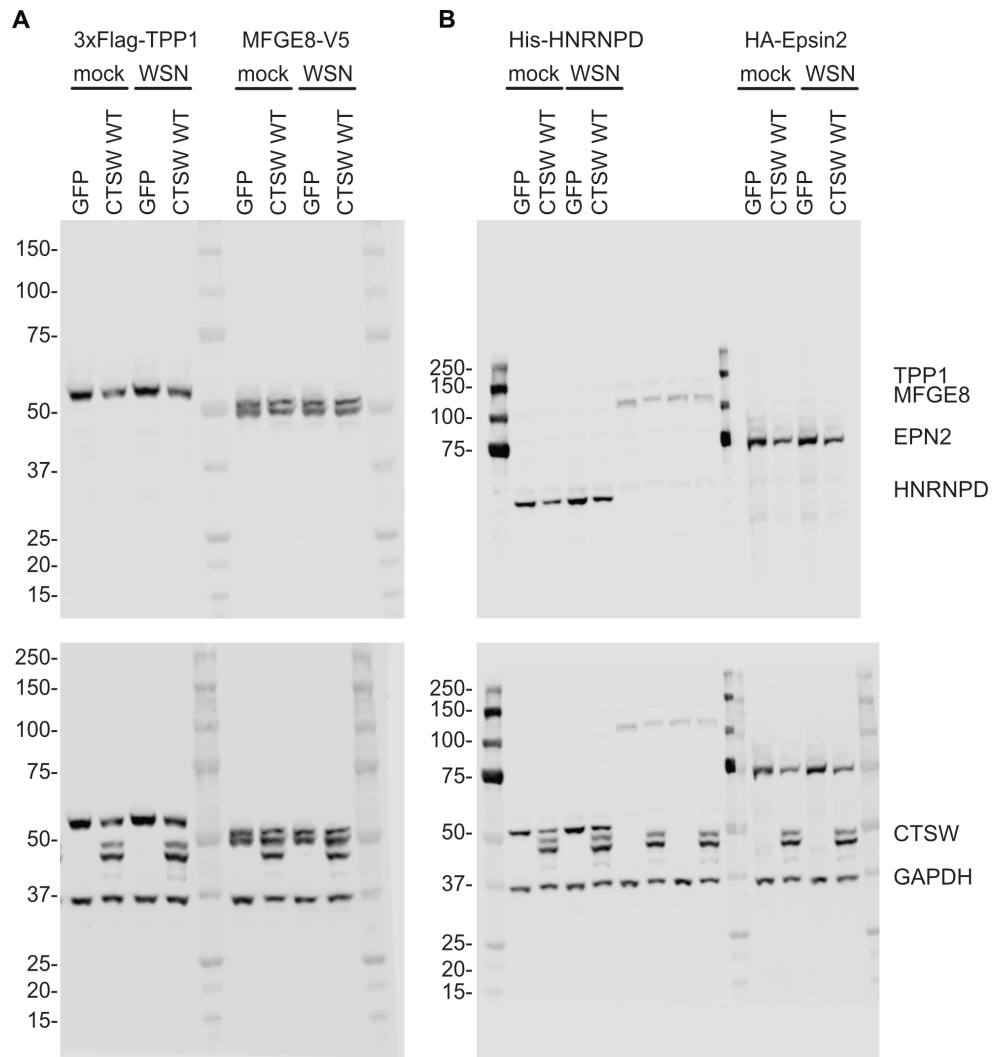 A
3xFlag-TPP1 MFGE8-V5
mock WSN mock WSN
GFP CTSW WT GFP CTSW WT GFP CTSW WT GFP CTSW WT
150-
100-
75-
50-
37-
25-
20-
15-
250-
150-
100-
75-
50-
37-
25-
20-
15-
B
His-HNRNPD HA-Epsin2
mock WSN mock WSN
GFP CTSW WT GFP CTSW WT GFP CTSW WT GFP CTSW WT
250-
150-
100-
75-
TPP1
MFGE8
EPN2
HNRNPD
250-
150-
100-
75-
50-
37-
25-
20-
15-
CTSW
GAPDH